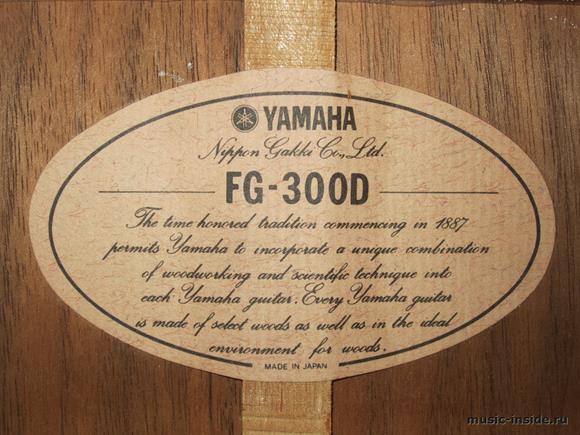 YAMAHA
Nippon Gakki Co., Ltd.
FG-300D
The time honored tradition commencing in 1887
permits Yamaha to incorporate a unique combination
of woodworking and scientific technique into
each Yamaha guitar. Every Yamaha guitar
is made of select woods as well as in the ideal
environment for woods.
MADE IN JAPAN
music-inside.ru